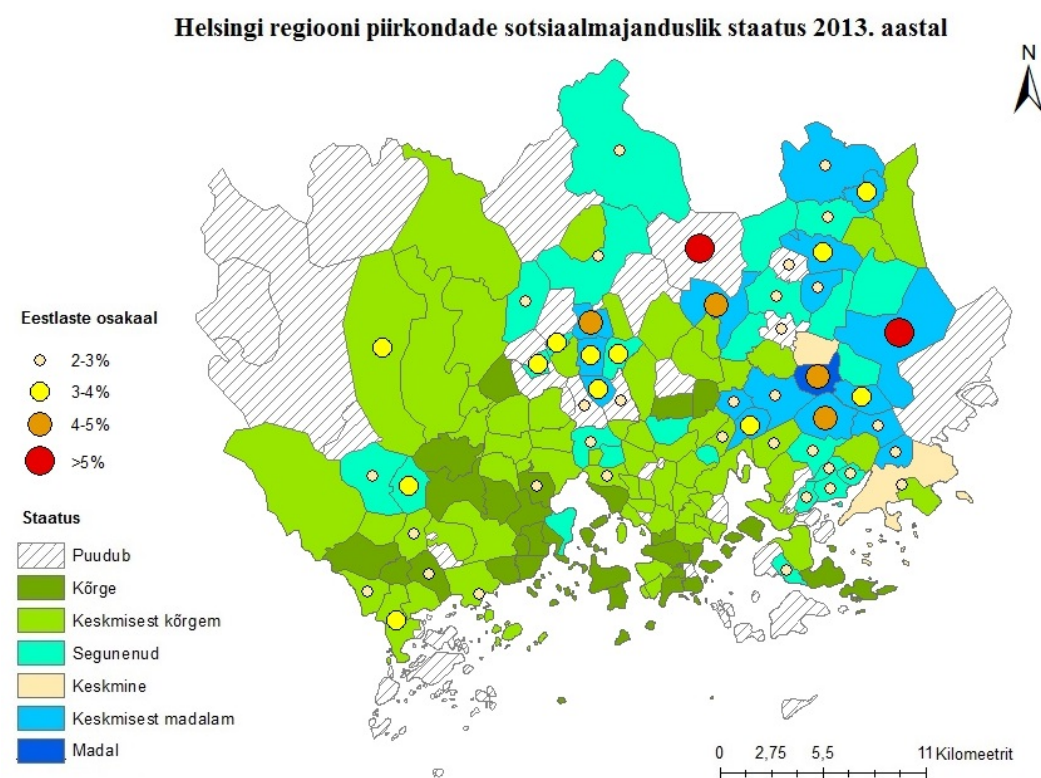 Helsingi regiooni piirkondade sotsiaalmajanduslik staatus 2013. aastal
N
Eestlaste osakaal
2-3%
3-4%
4-5%
>5%
Staatus
Puudub
Kõrge
Keskmisest kõrgem
Segunenud
Keskmine
Keskmisest madalam
Madal
0 2,75 5,5 11 Kilomeetrit